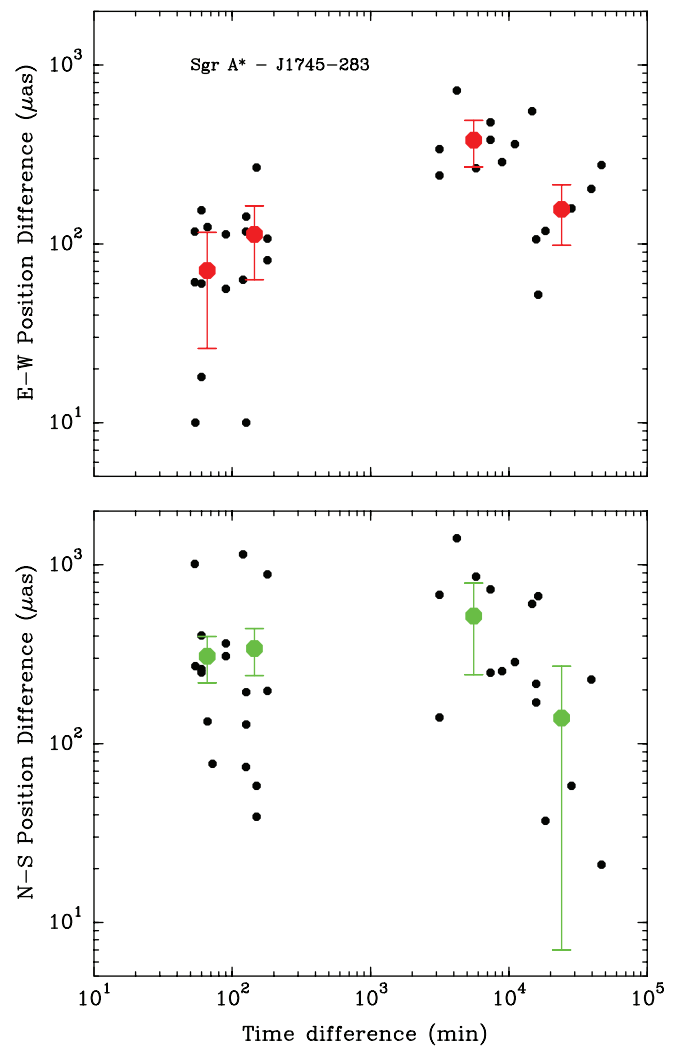 Sgr A* − J1745−283
E−W Position Difference (μas)
10³
10²
10¹
N−S Position Difference (μas)
10³
10²
10¹
10¹ 10² 10³ 10⁴ 10⁵
Time difference (min)